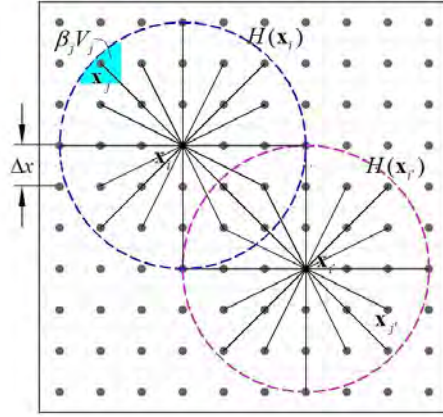 β_j V_j
H(𝐱_i)
𝐱_j
𝐱_i
Δx
H(𝐱_i')
𝐱_i'
𝐱_j'